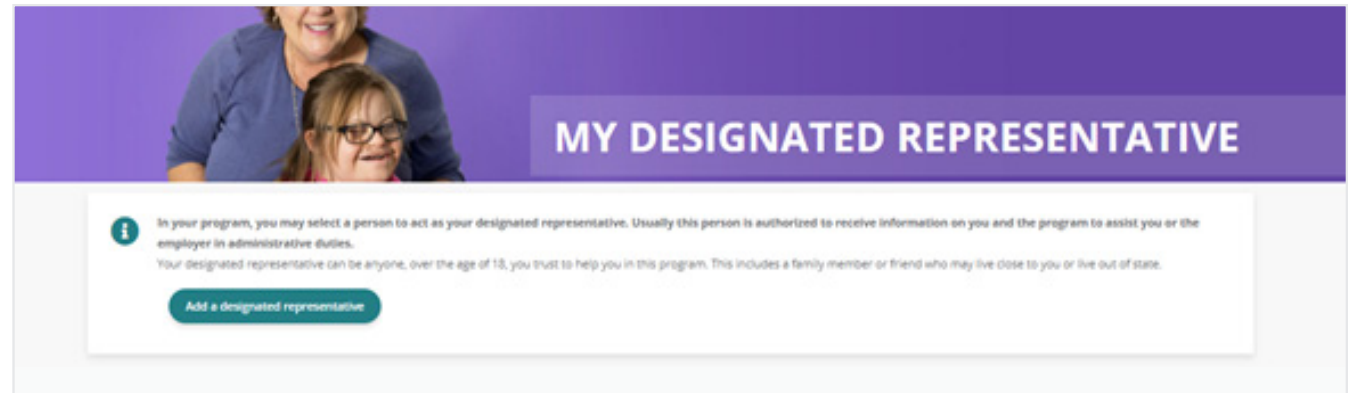 MY DESIGNATED REPRESENTATIVE
In your program, you may select a person to act as your designated representative. Usually this person is authorized to receive information on you and the program to assist you or the
employer in administrative duties.
Your designated representative can be anyone, over the age of 18, you trust to help you in this program. This includes a family member or friend who may live close to you or live out of state.
Add a designated representative